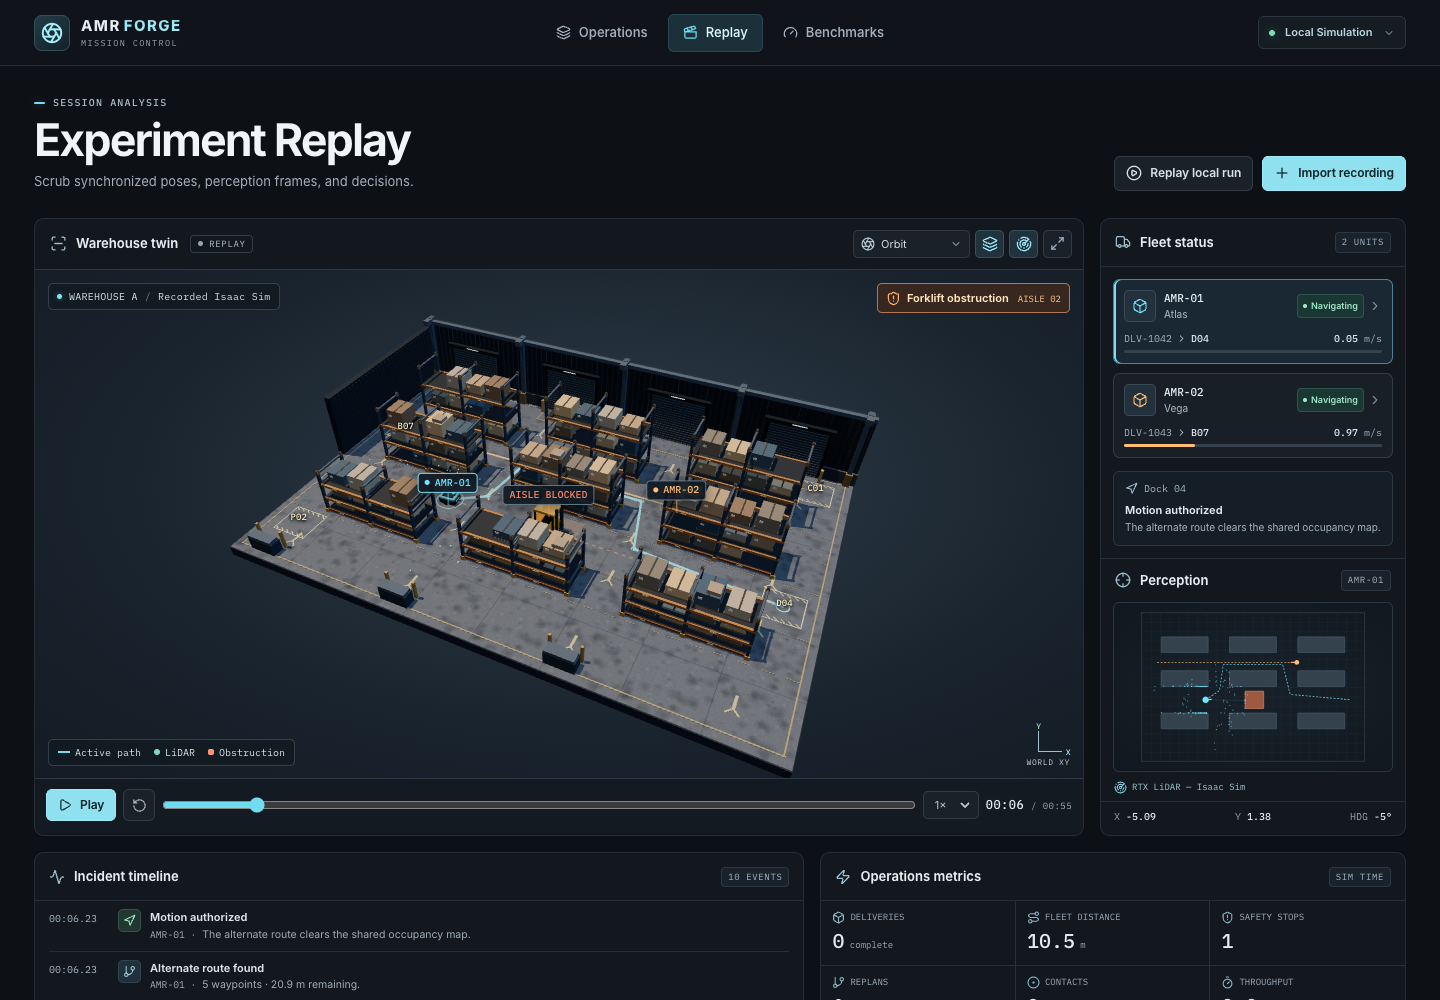 AMR FORGE
MISSION CONTROL
Operations
Replay
Benchmarks
Local Simulation
SESSION ANALYSIS
Experiment Replay
Scrub synchronized poses, perception frames, and decisions.
Replay local run
Import recording
Warehouse twin
REPLAY
Orbit
WAREHOUSE A / Recorded Isaac Sim
Forklift obstruction AISLE 02
B07
AMR-01
AISLE BLOCKED
AMR-02
C01
P02
D04
Active path
LiDAR
Obstruction
Y
X
WORLD XY
Play
1×
00:06 / 00:55
Fleet status
2 UNITS
AMR-01
Atlas
Navigating
DLV-1042 > D04
0.05 m/s
AMR-02
Vega
Navigating
DLV-1043 > B07
0.97 m/s
Dock 04
Motion authorized
The alternate route clears the shared occupancy map.
Perception
AMR-01
RTX LiDAR — Isaac Sim
X -5.09
Y 1.38
HDG -5°
Incident timeline
10 EVENTS
00:06.23
Motion authorized
AMR-01 · The alternate route clears the shared occupancy map.
00:06.23
Alternate route found
AMR-01 · 5 waypoints · 20.9 m remaining.
Operations metrics
SIM TIME
DELIVERIES
0 complete
FLEET DISTANCE
10.5 m
SAFETY STOPS
1
REPLANS
CONTACTS
THROUGHPUT